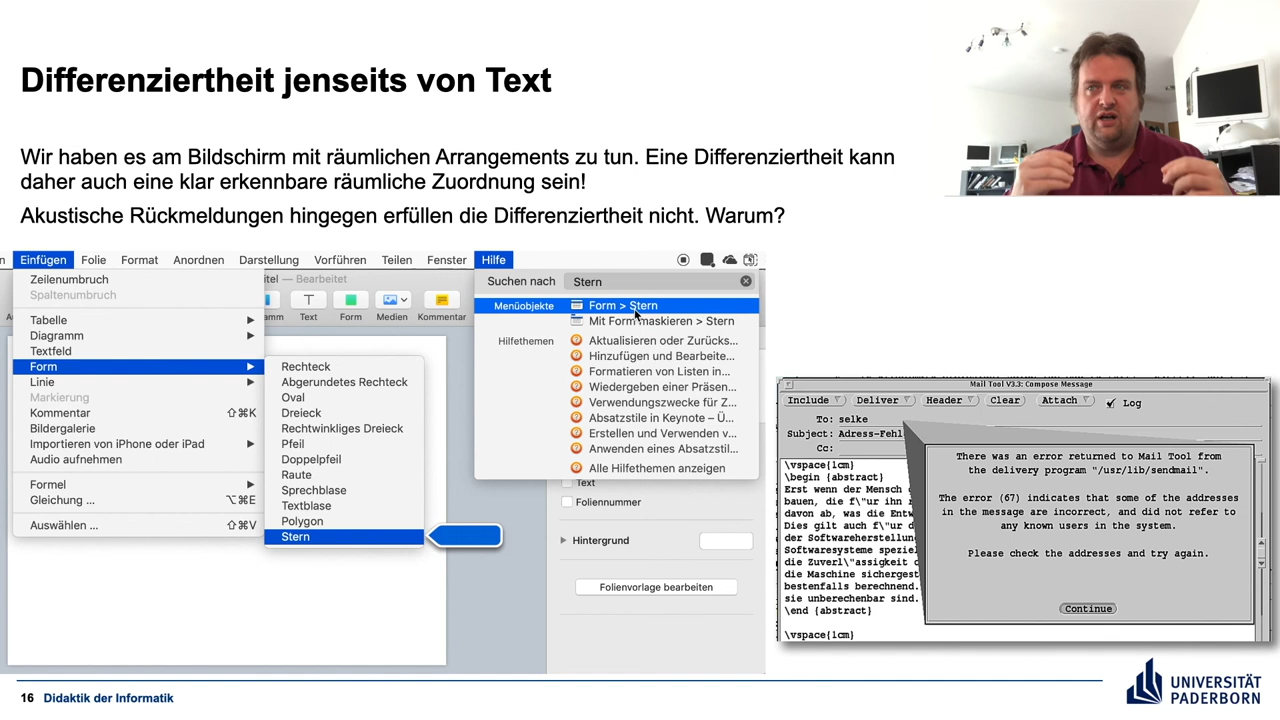 Differenziertheit jenseits von Text
Wir haben es am Bildschirm mit räumlichen Arrangements zu tun. Eine Differenziertheit kann
daher auch eine klar erkennbare räumliche Zuordnung sein!
Akustische Rückmeldungen hingegen erfüllen die Differenziertheit nicht. Warum?
Einfügen Folie Format Anordnen Darstellung Vorführen Teilen Fenster Hilfe
Zeilenumbruch
Spaltenumbruch
Tabelle
Diagramm
Textfeld
Form
Linie
Markierung
Kommentar ⇧⌘K
Bildergalerie
Importieren von iPhone oder iPad
Audio aufnehmen
Formel
Gleichung ... ⌥⌘E
Auswählen ... ⇧⌘V
— Bearbeitet
Text Form Medien Kommentar
Rechteck
Abgerundetes Rechteck
Oval
Dreieck
Rechtwinkliges Dreieck
Pfeil
Doppelpfeil
Raute
Sprechblase
Textblase
Polygon
Stern
Suchen nach Stern
Menüobjekte Form > Stern
Mit Form maskieren > Stern
Hilfethemen Aktualisieren oder Zurücks...
Hinzufügen und Bearbeite...
Formatieren von Listen in...
Wiedergeben einer Präsen...
Verwendungszwecke für Z...
Absatzstile in Keynote – Ü...
Erstellen und Verwenden v...
Anwenden eines Absatzstil...
Alle Hilfethemen anzeigen
Text
Foliennummer
Hintergrund
Folienvorlage bearbeiten
Mail Tool V3.3: Compose Message
Include Deliver Header Clear Attach Log
To: selke
Subject: Adress-Fehl
Cc:
\vspace{1cm}
\begin {abstract}
Erst wenn der Mensch
bauen, die f\"ur ihn
davon ab, was die Entw
Dies gilt auch f\"ur d
der Softwareherstellun
Softwaresysteme speziel
die Zuverl\"assigkeit
die Maschine sichergest
bestenfalls berechnend.
sie unberechenbar sind.
\end {abstract}
\vspace{1cm}
There was an error returned to Mail Tool from
the delivery program "/usr/lib/sendmail".
The error (67) indicates that some of the addresses
in the message are incorrect, and did not refer to
any known users in the system.
Please check the addresses and try again.
Continue
16 Didaktik der Informatik
UNIVERSITÄT
PADERBORN